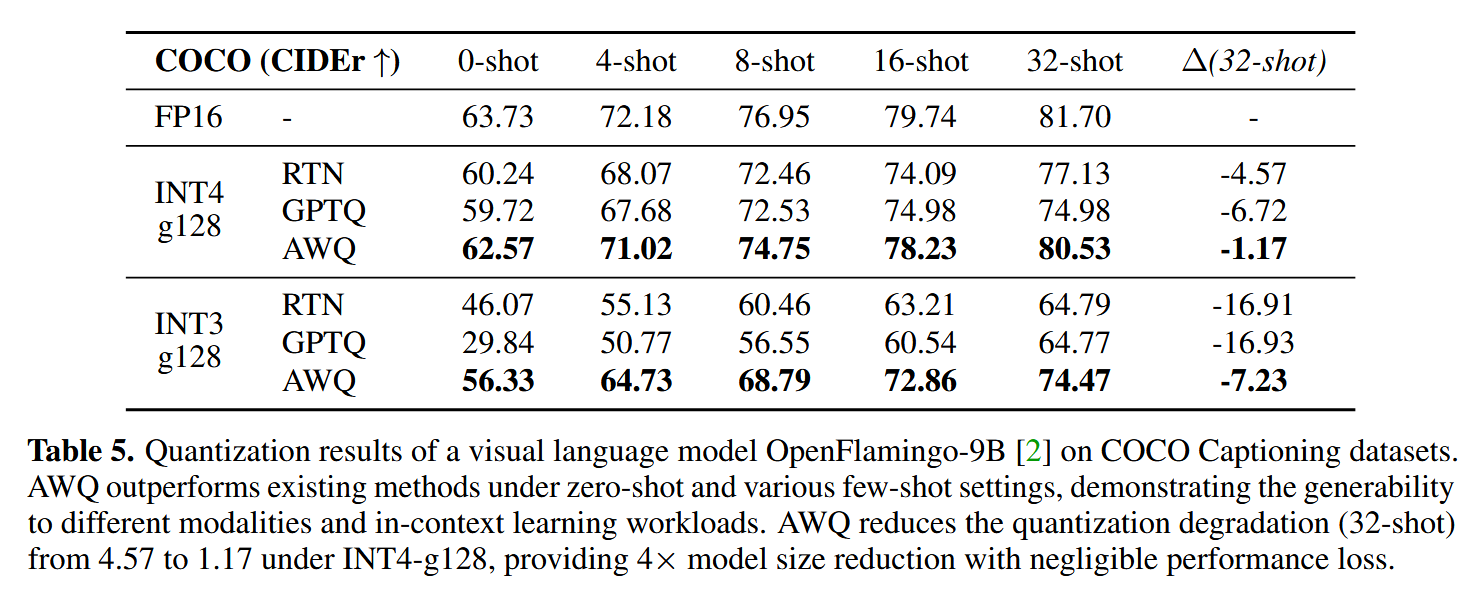 COCO (CIDEr ↑) 0-shot 4-shot 8-shot 16-shot 32-shot Δ(32-shot)
FP16 - 63.73 72.18 76.95 79.74 81.70 -
INT4 g128 RTN 60.24 68.07 72.46 74.09 77.13 -4.57
GPTQ 59.72 67.68 72.53 74.98 74.98 -6.72
AWQ 62.57 71.02 74.75 78.23 80.53 -1.17
INT3 g128 RTN 46.07 55.13 60.46 63.21 64.79 -16.91
GPTQ 29.84 50.77 56.55 60.54 64.77 -16.93
AWQ 56.33 64.73 68.79 72.86 74.47 -7.23
Table 5. Quantization results of a visual language model OpenFlamingo-9B [2] on COCO Captioning datasets.
AWQ outperforms existing methods under zero-shot and various few-shot settings, demonstrating the generability
to different modalities and in-context learning workloads. AWQ reduces the quantization degradation (32-shot)
from 4.57 to 1.17 under INT4-g128, providing 4× model size reduction with negligible performance loss.